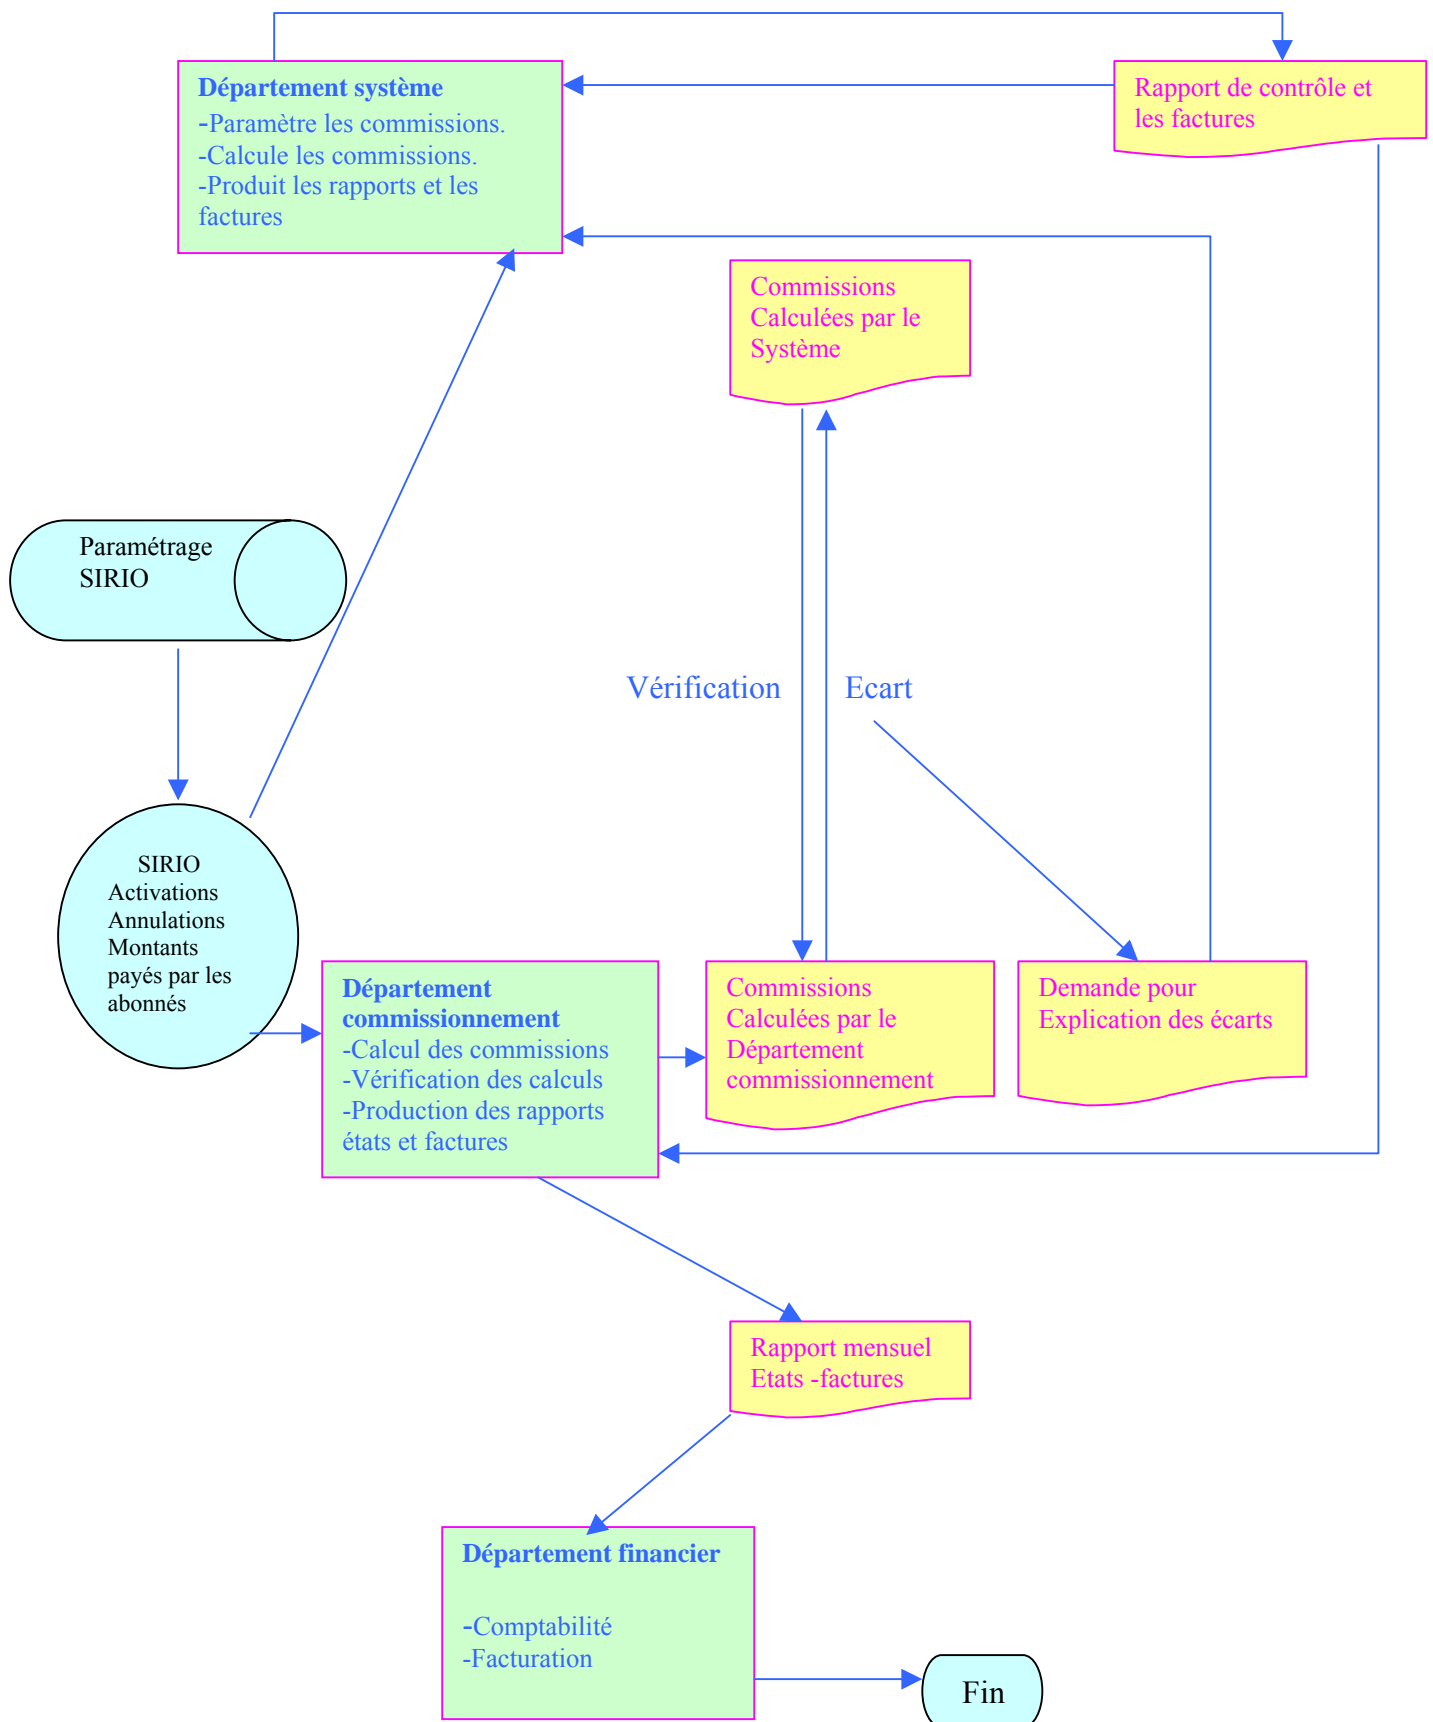 Département système
-Paramètre les commissions.
-Calcule les commissions.
-Produit les rapports et les
factures
Rapport de contrôle et
les factures
Commissions
Calculées par le
Système
Paramétrage
SIRIO
Vérification
Ecart
SIRIO
Activations
Annulations
Montants
payés par les
abonnés
Département
commissionnement
-Calcul des commissions
-Vérification des calculs
-Production des rapports
états et factures
Commissions
Calculées par le
Département
commissionnement
Demande pour
Explication des écarts
Rapport mensuel
Etats -factures
Département financier
-Comptabilité
-Facturation
Fin